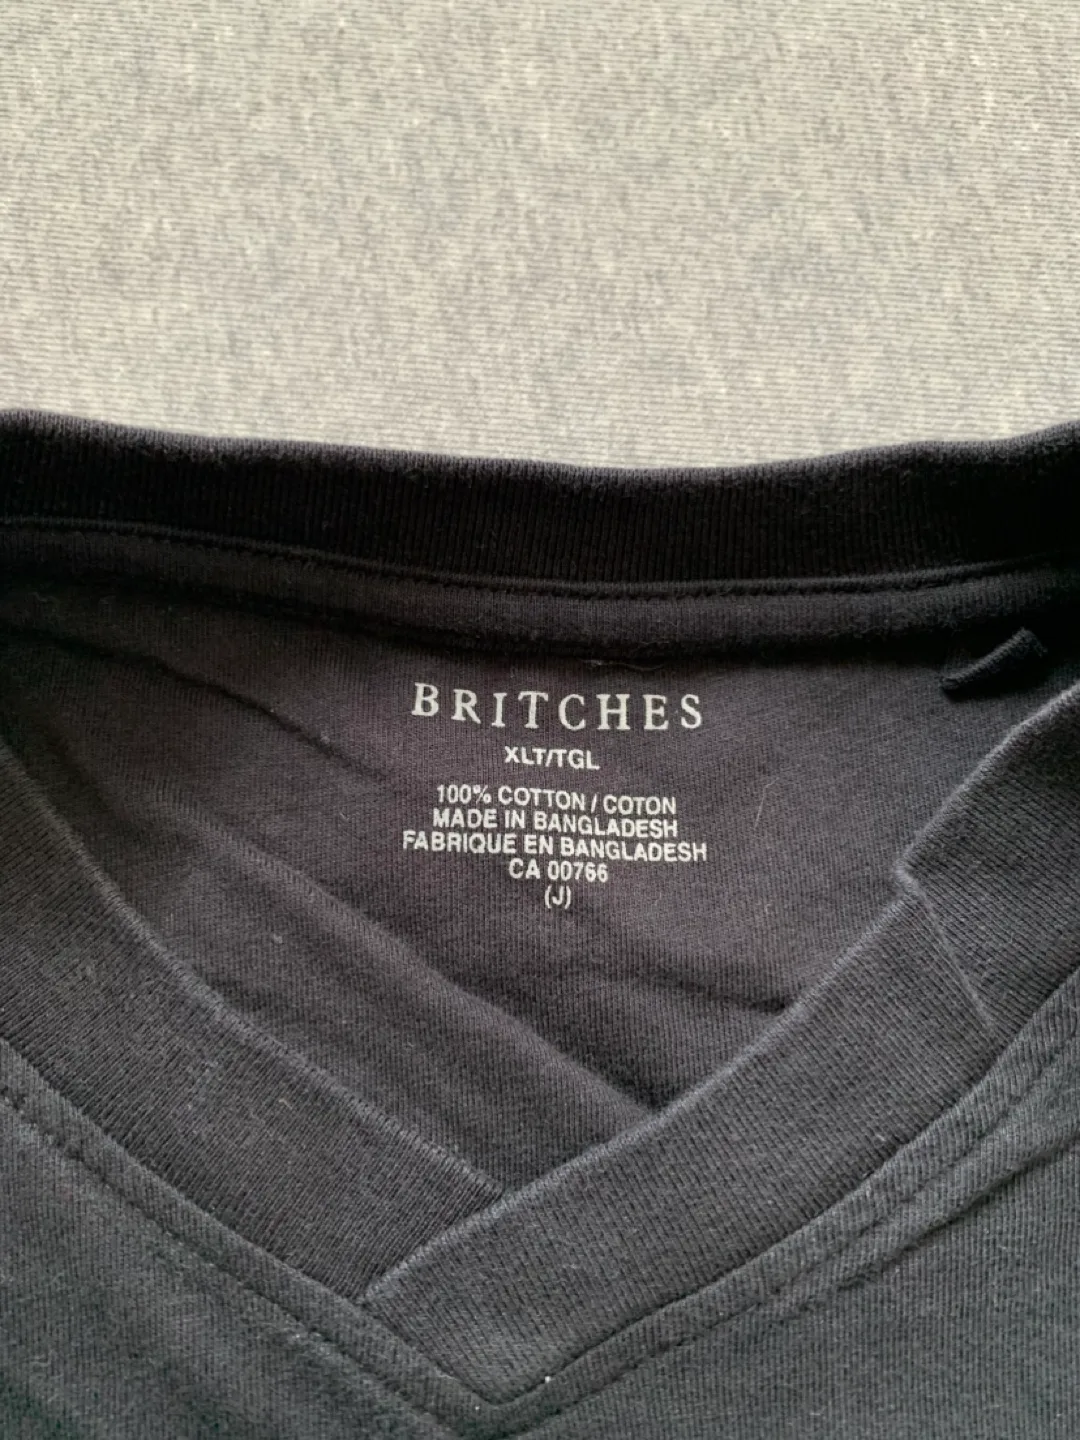 BRITCHES
XLT/TGL
100% COTTON / COTON
MADE IN BANGLADESH
FABRIQUE EN BANGLADESH
CA 00766
(J)